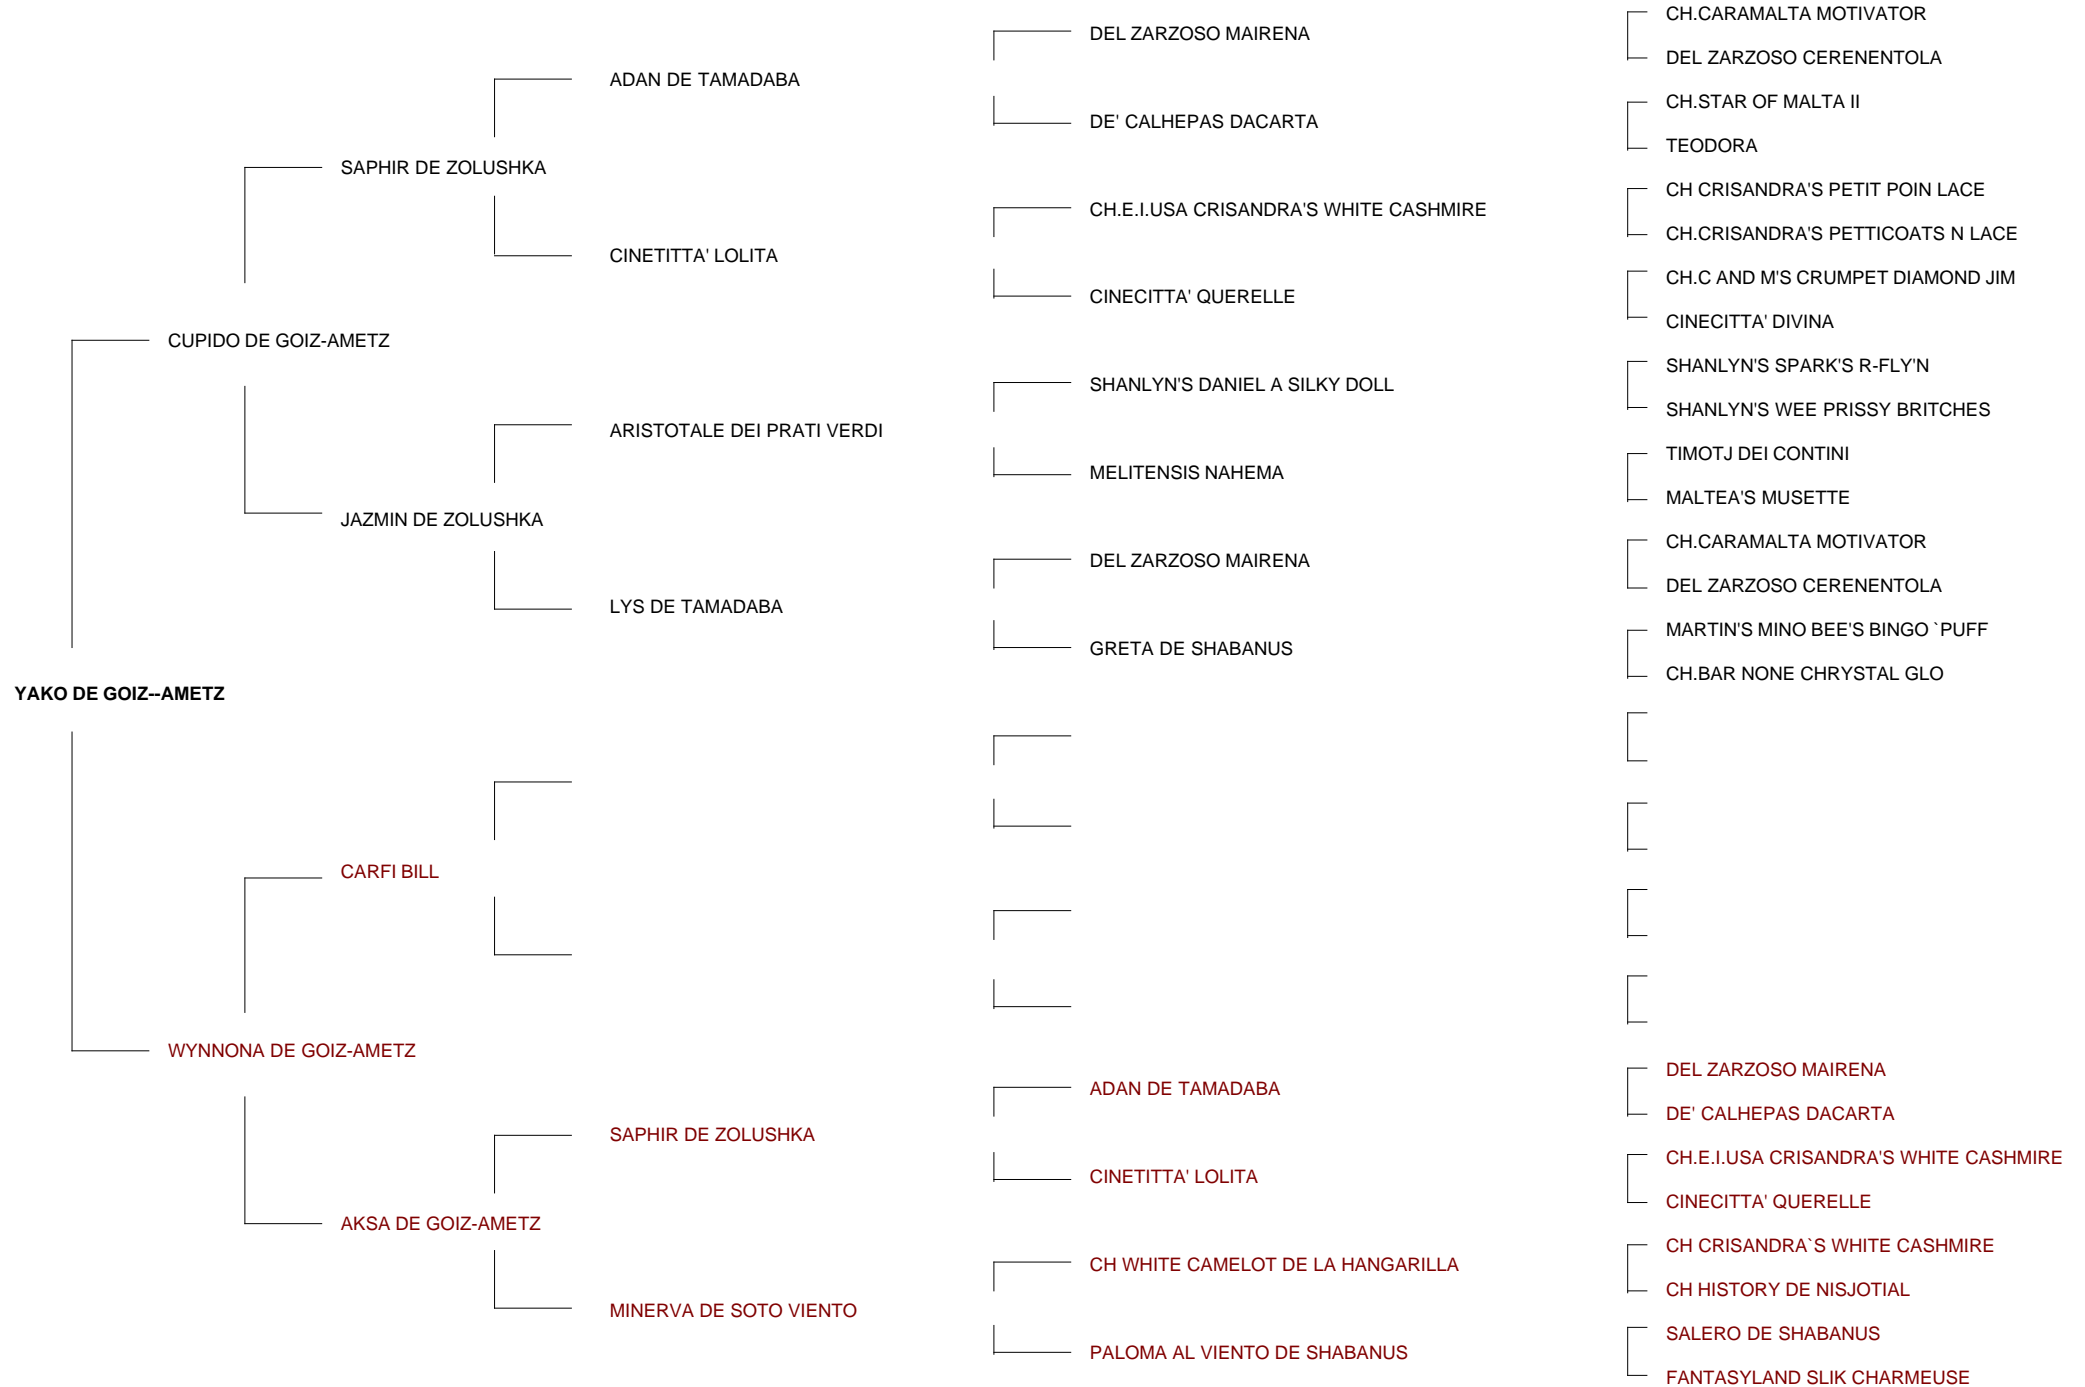 CH.CARAMALTA MOTIVATOR
DEL ZARZOSO MAIRENA
DEL ZARZOSO CERENENTOLA
ADAN DE TAMADABA
CH.STAR OF MALTA II
DE' CALHEPAS DACARTA
TEODORA
SAPHIR DE ZOLUSHKA
CH CRISANDRA'S PETIT POIN LACE
CH.E.I.USA CRISANDRA'S WHITE CASHMIRE
CH.CRISANDRA'S PETTICOATS N LACE
CINETITTA' LOLITA
CH.C AND M'S CRUMPET DIAMOND JIM
CINECITTA' QUERELLE
CINECITTA' DIVINA
CUPIDO DE GOIZ-AMETZ
SHANLYN'S SPARK'S R-FLY'N
SHANLYN'S DANIEL A SILKY DOLL
SHANLYN'S WEE PRISSY BRITCHES
ARISTOTALE DEI PRATI VERDI
TIMOTJ DEI CONTINI
MELITENSIS NAHEMA
MALTEA'S MUSETTE
JAZMIN DE ZOLUSHKA
CH.CARAMALTA MOTIVATOR
DEL ZARZOSO MAIRENA
DEL ZARZOSO CERENENTOLA
LYS DE TAMADABA
MARTIN'S MINO BEE'S BINGO `PUFF
GRETA DE SHABANUS
CH.BAR NONE CHRYSTAL GLO
YAKO DE GOIZ--AMETZ
CARFI BILL
WYNNONA DE GOIZ-AMETZ
DEL ZARZOSO MAIRENA
ADAN DE TAMADABA
DE' CALHEPAS DACARTA
SAPHIR DE ZOLUSHKA
CH.E.I.USA CRISANDRA'S WHITE CASHMIRE
CINETITTA' LOLITA
CINECITTA' QUERELLE
AKSA DE GOIZ-AMETZ
CH CRISANDRA`S WHITE CASHMIRE
CH WHITE CAMELOT DE LA HANGARILLA
CH HISTORY DE NISJOTIAL
MINERVA DE SOTO VIENTO
SALERO DE SHABANUS
PALOMA AL VIENTO DE SHABANUS
FANTASYLAND SLIK CHARMEUSE